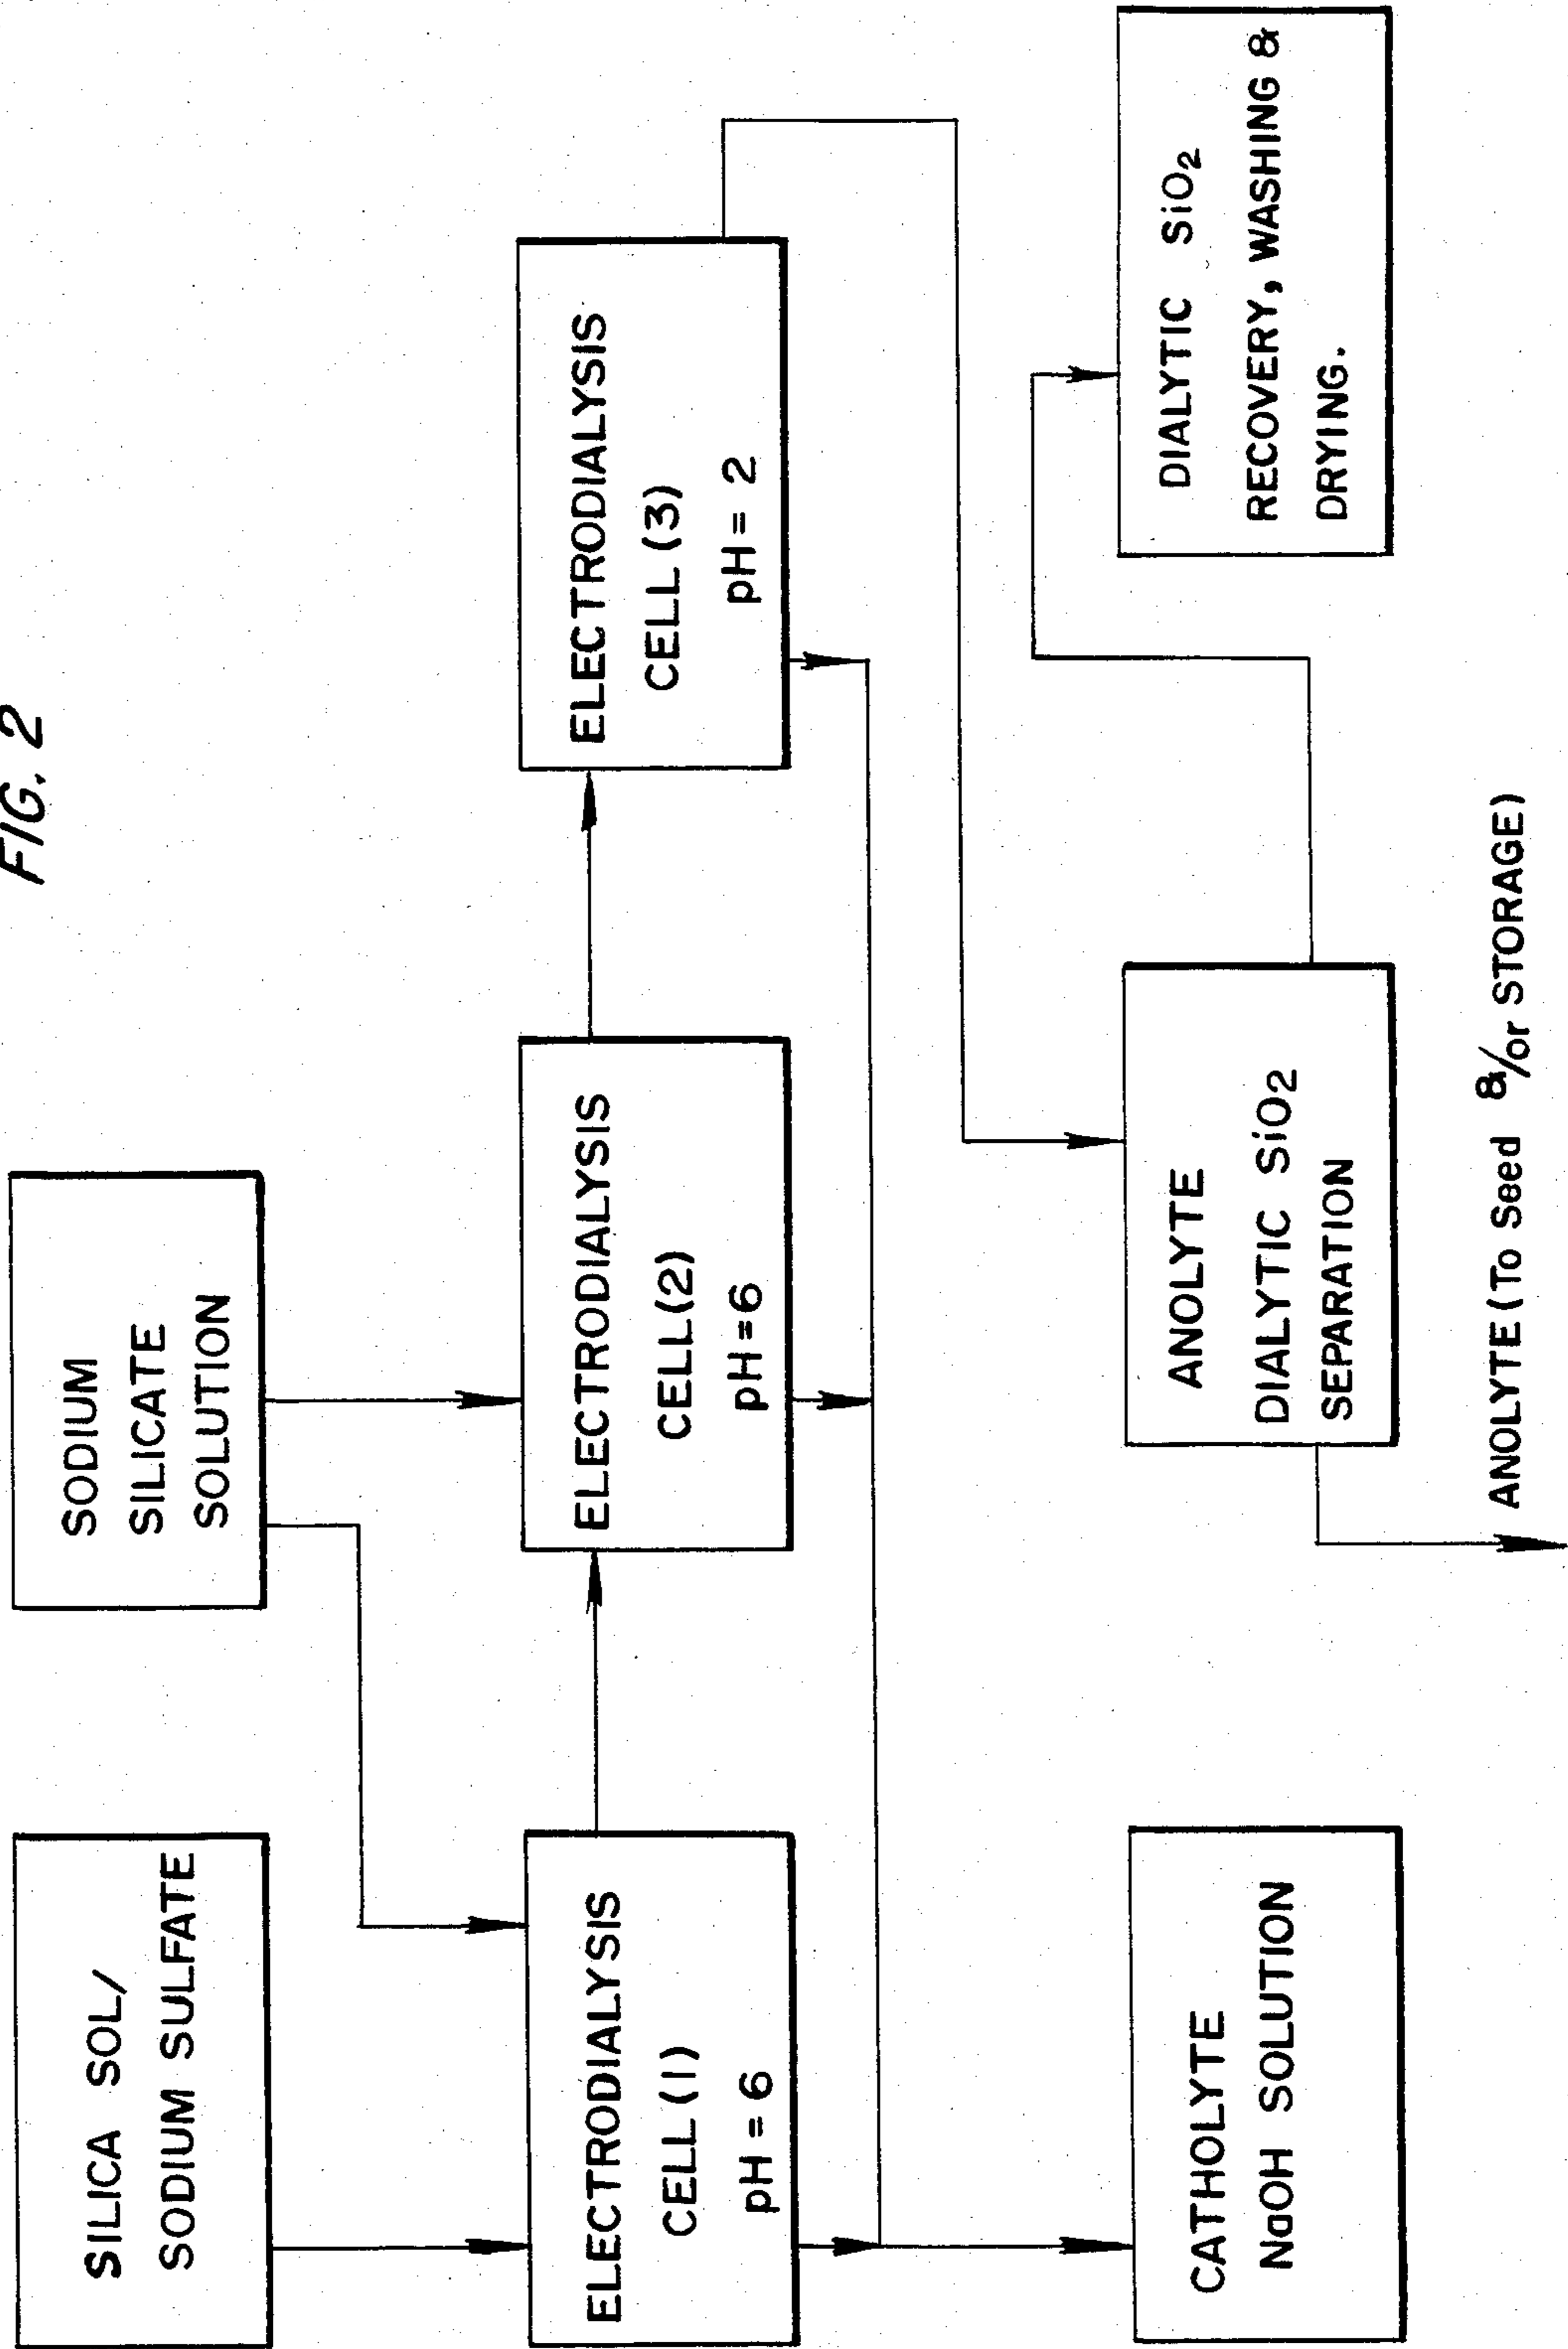 FIG. 2
SILICA SOL/
SODIUM SULFATE
SODIUM
SILICATE
SOLUTION
ELECTRODIALYSIS
CELL (1)
pH = 6
ELECTRODIALYSIS
CELL (2)
pH = 6
ELECTRODIALYSIS
CELL (3)
pH = 2
CATHOLYTE
NaOH SOLUTION
ANOLYTE
DIALYTIC SiO2
SEPARATION
DIALYTIC SiO2
RECOVERY, WASHING &
DRYING.
ANOLYTE (To Seed &/or STORAGE)